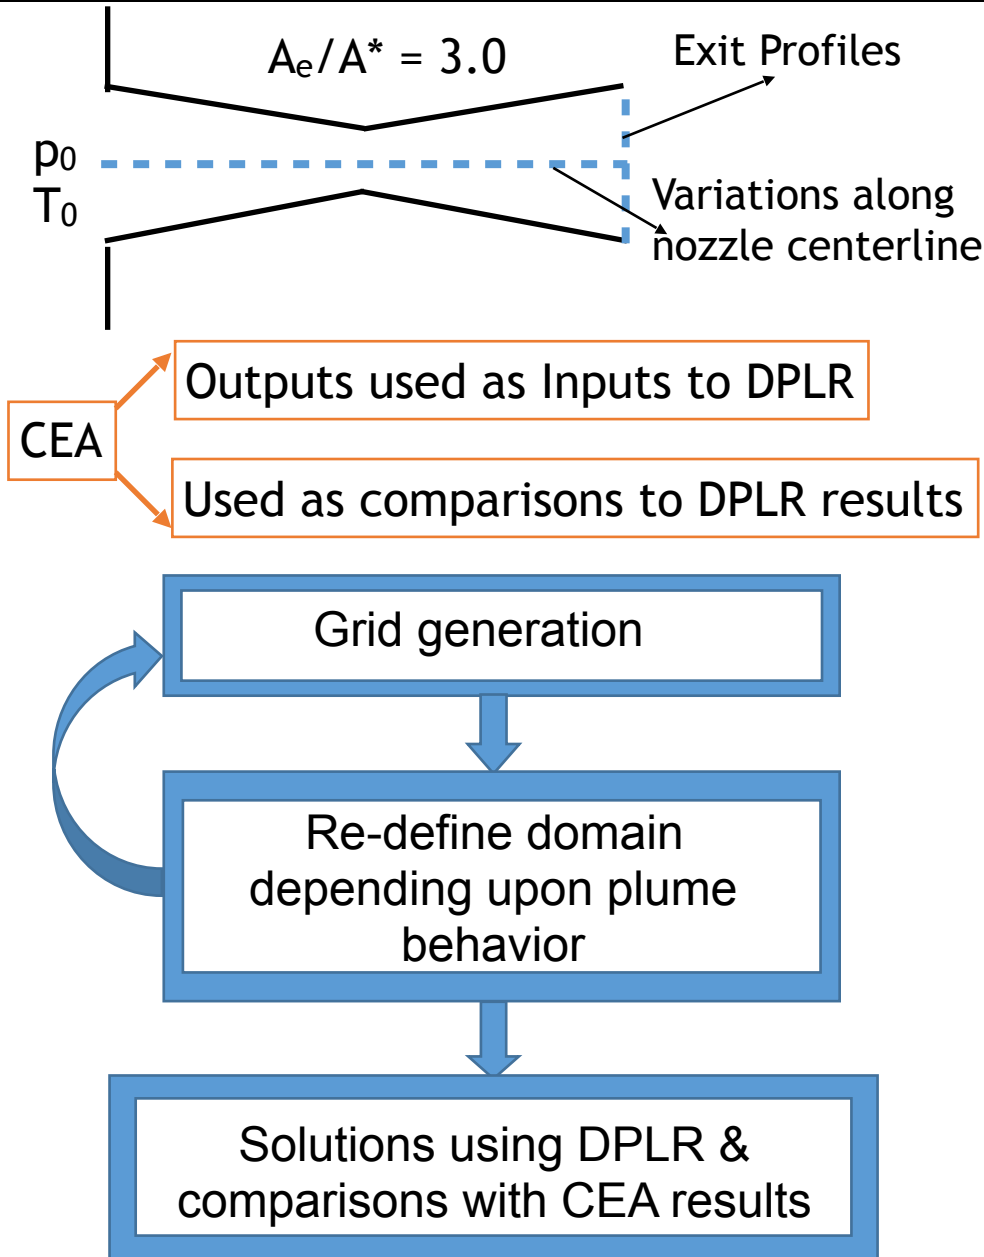 Aₑ/A* = 3.0
Exit Profiles
p₀
T₀
Variations along
nozzle centerline
Outputs used as Inputs to DPLR
CEA
Used as comparisons to DPLR results
Grid generation
Re-define domain
depending upon plume
behavior
Solutions using DPLR &
comparisons with CEA results